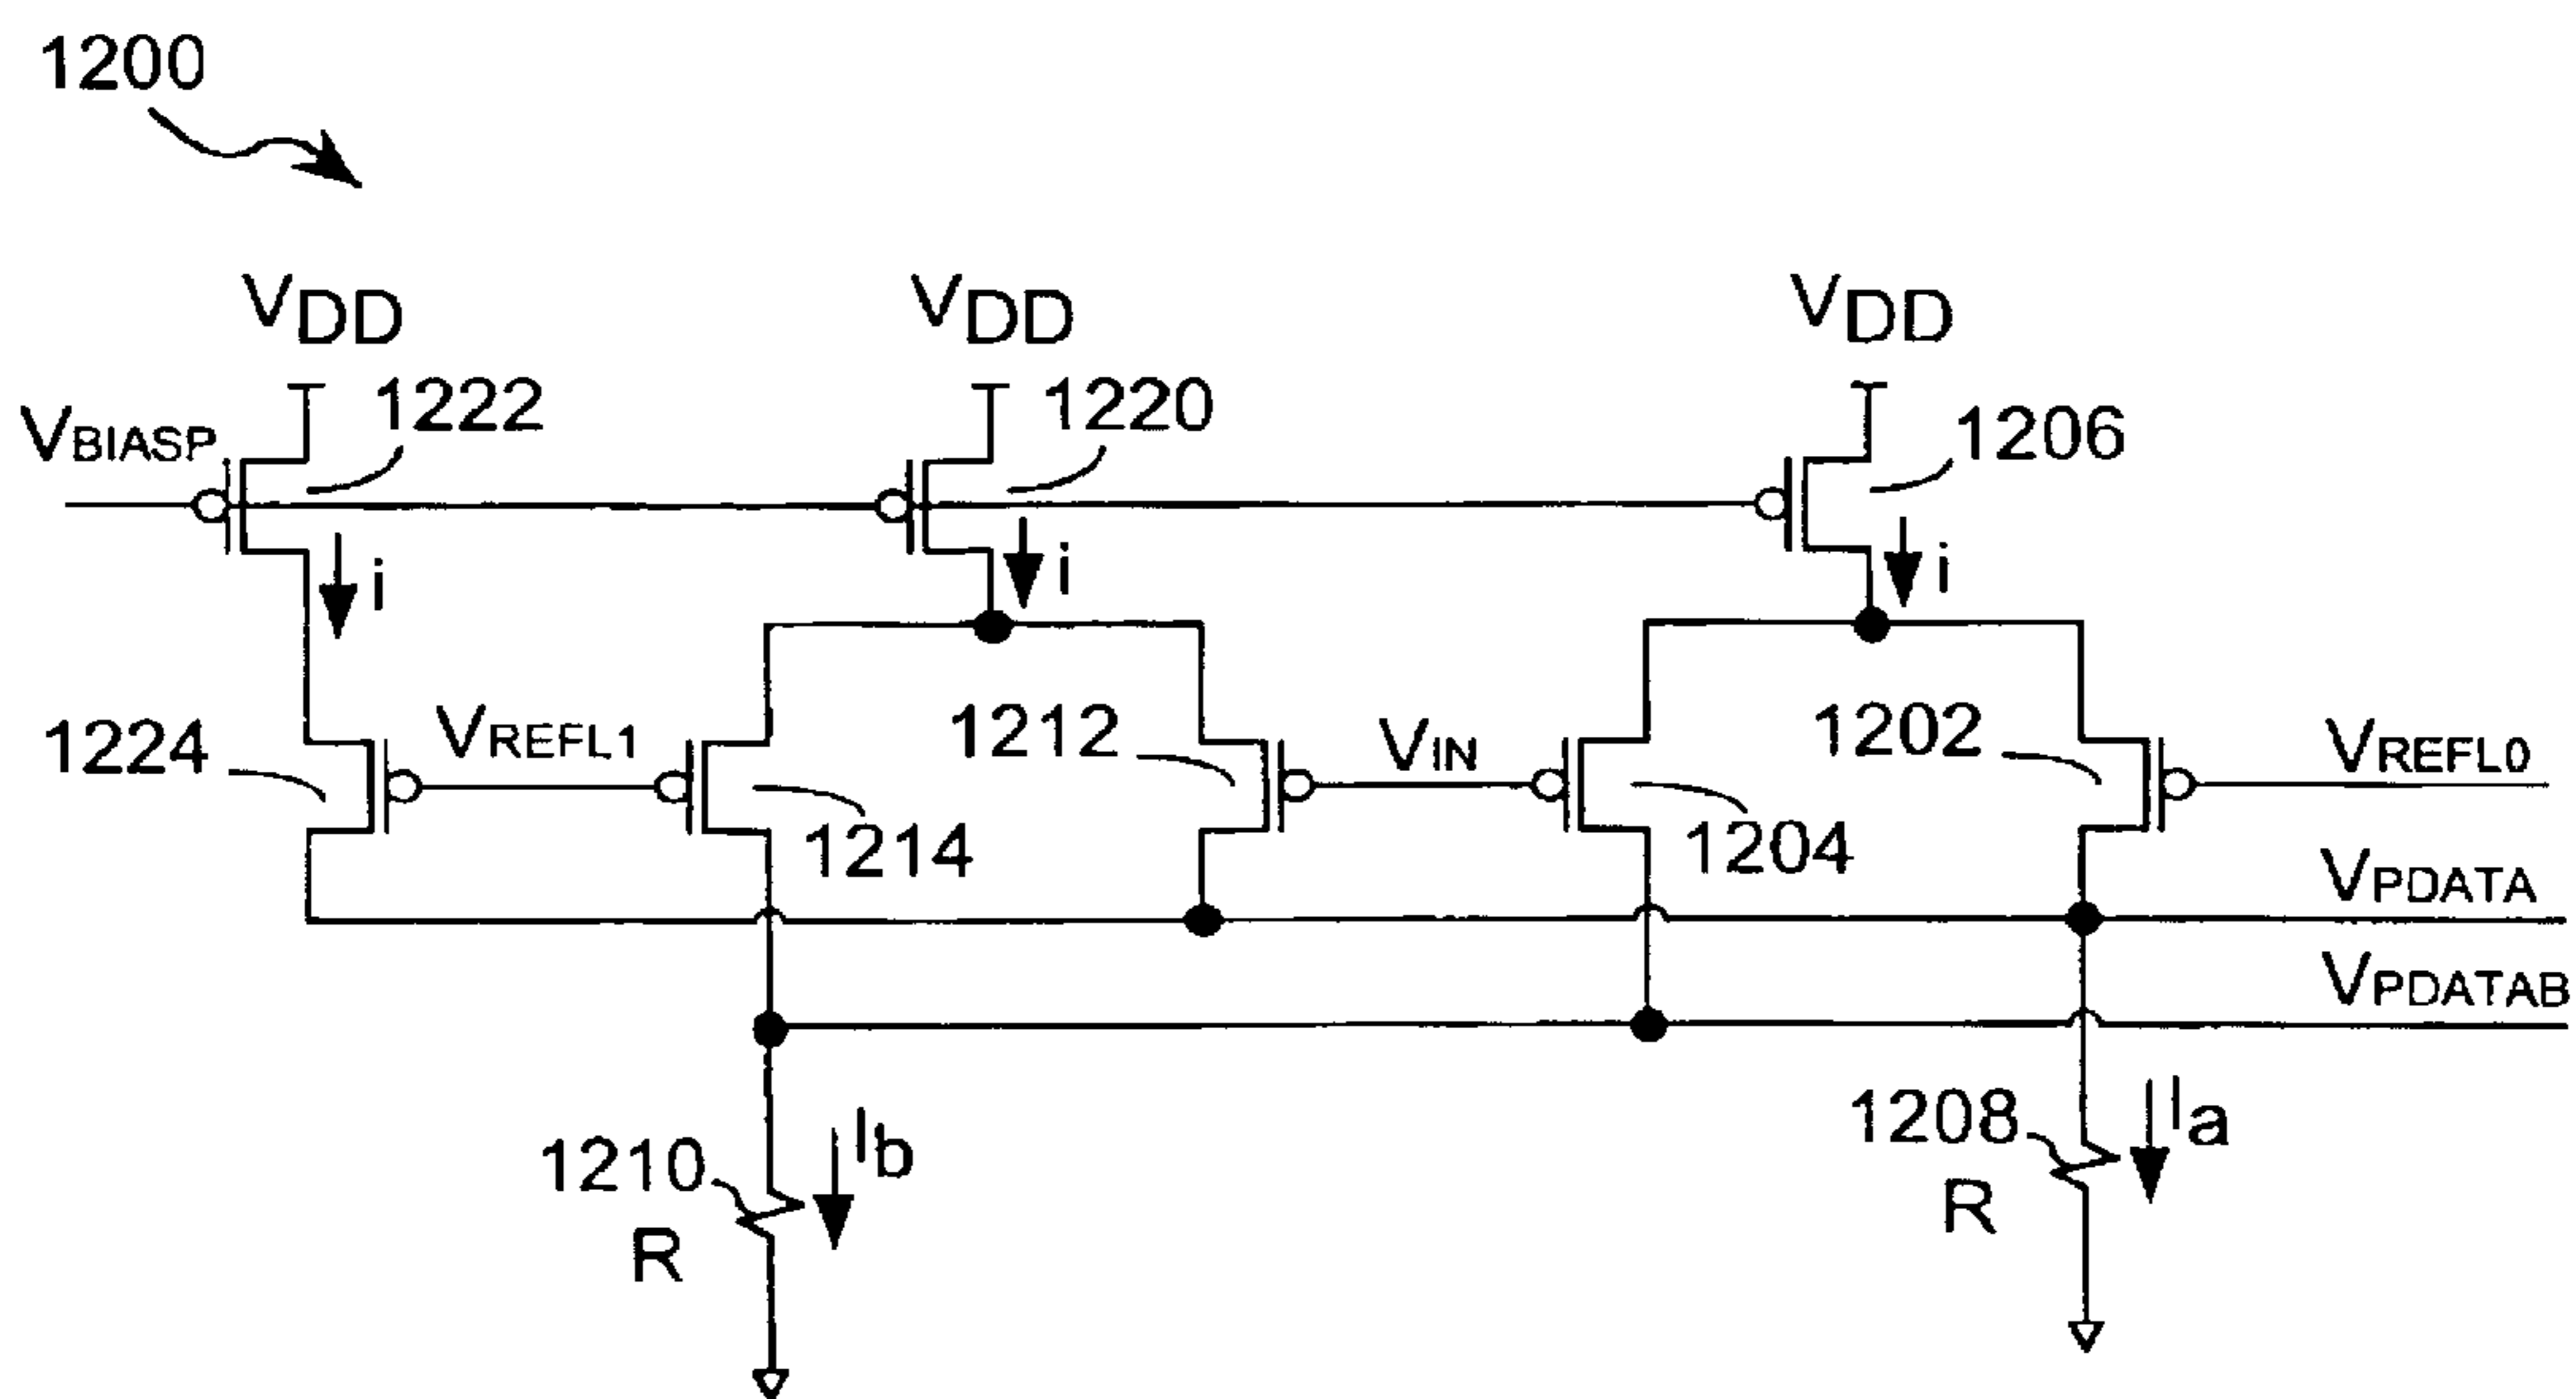 1200
VDD VDD VDD
1222 1220 1206
VBIASP
i i i
1224 VREFL1 1212 VIN 1202 VREFL0
1214 1204
VPDATA
VPDATAB
1210 Ib 1208 Ia
R R